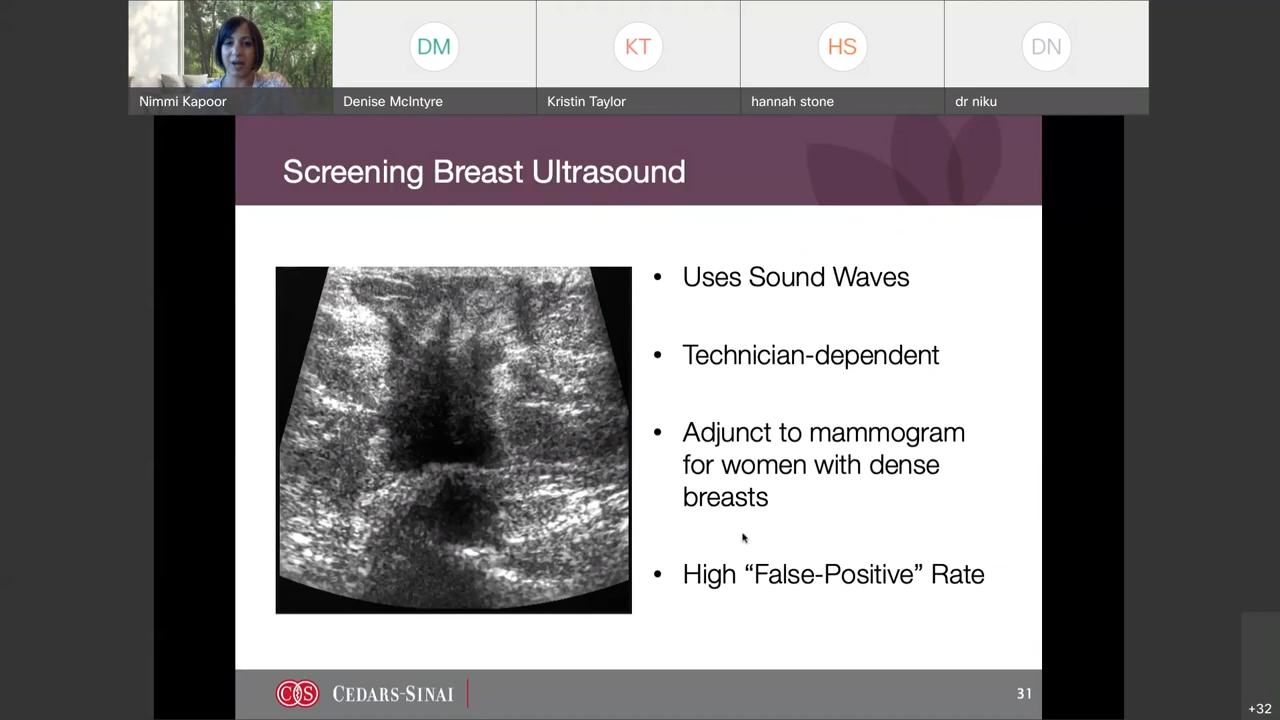 DM
KT
HS
DN
Nimmi Kapoor
Denise McIntyre
Kristin Taylor
hannah stone
dr niku
Screening Breast Ultrasound
• Uses Sound Waves
• Technician-dependent
• Adjunct to mammogram
for women with dense
breasts
• High “False-Positive” Rate
CS
CEDARS-SINAI
31
+32